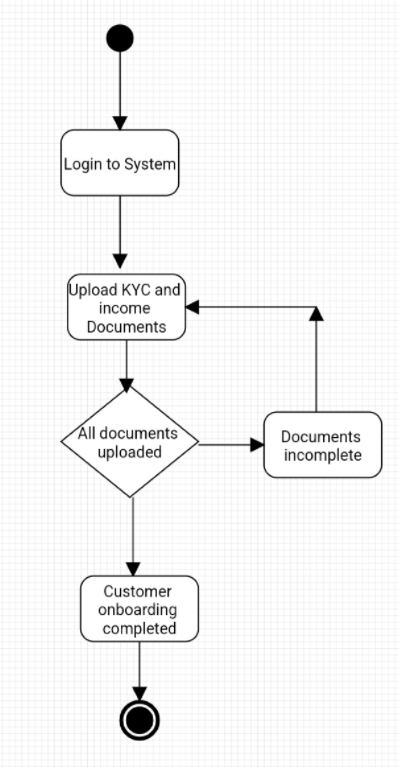 Login to System
Upload KYC and
income
Documents
All documents
uploaded
Documents
incomplete
Customer
onboarding
completed